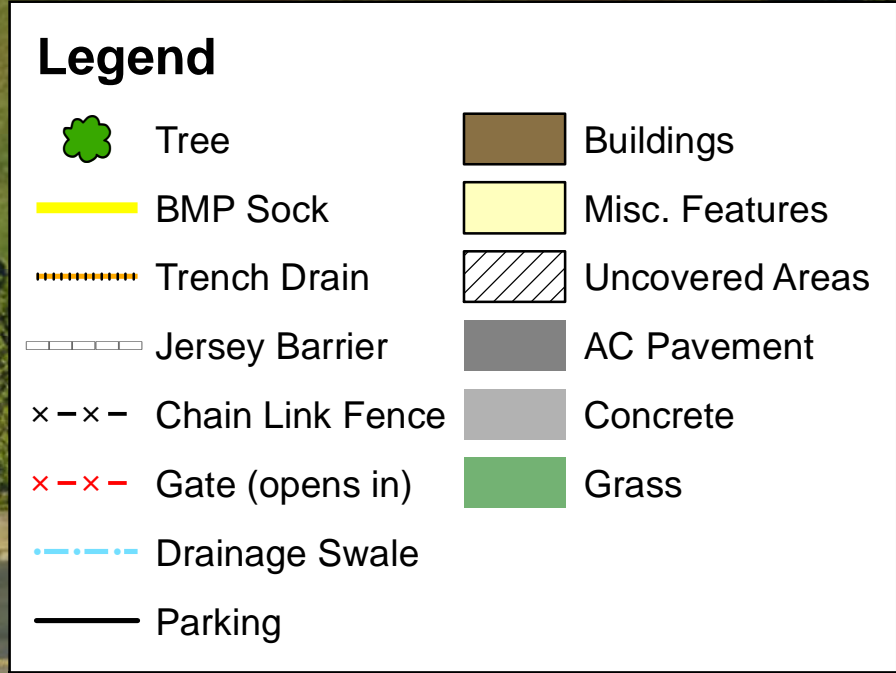 Legend
Tree
BMP Sock
Trench Drain
Jersey Barrier
Chain Link Fence
Gate (opens in)
Drainage Swale
Parking
Buildings
Misc. Features
Uncovered Areas
AC Pavement
Concrete
Grass